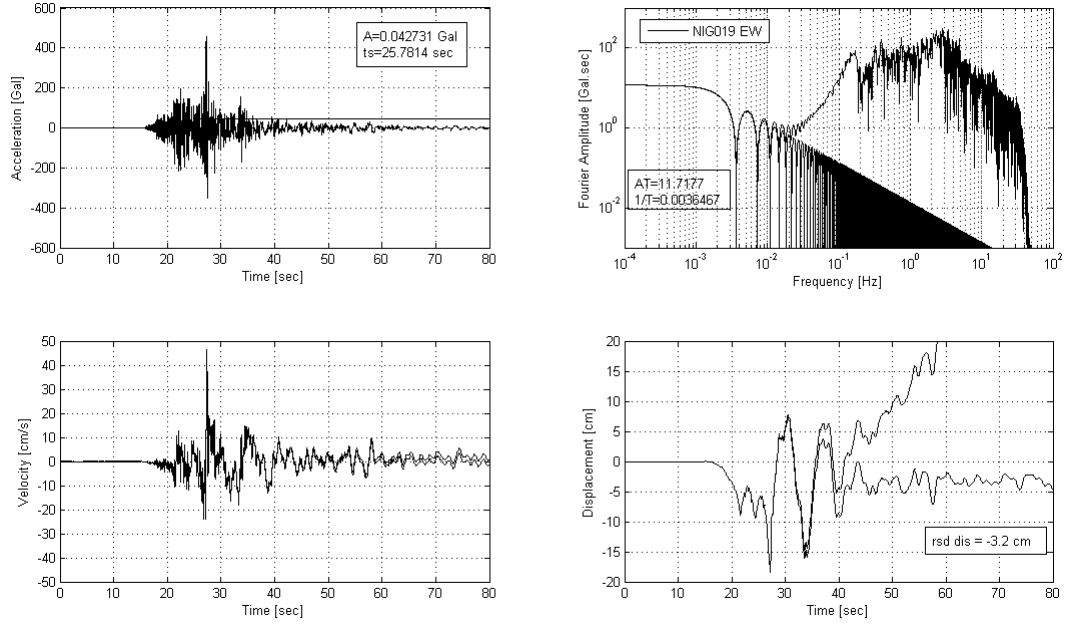 600
400
200
0
-200
-400
-600
Acceleration [Gal]
A=0.042731 Gal
ts=25.7814 sec
0 10 20 30 40 50 60 70 80
Time [sec]
10^2
10^0
10^-2
Fourier Amplitude [Gal.sec]
NIG019 EW
AT=11.7177
1/T=0.0036467
10^-4 10^-3 10^-2 10^-1 10^0 10^1 10^2
Frequency [Hz]
50
40
30
20
10
0
-10
-20
-30
-40
-50
Velocity [cm/s]
0 10 20 30 40 50 60 70 80
Time [sec]
20
15
10
5
0
-5
-10
-15
-20
Displacement [cm]
rsd dis = -3.2 cm
0 10 20 30 40 50 60 70 80
Time [sec]